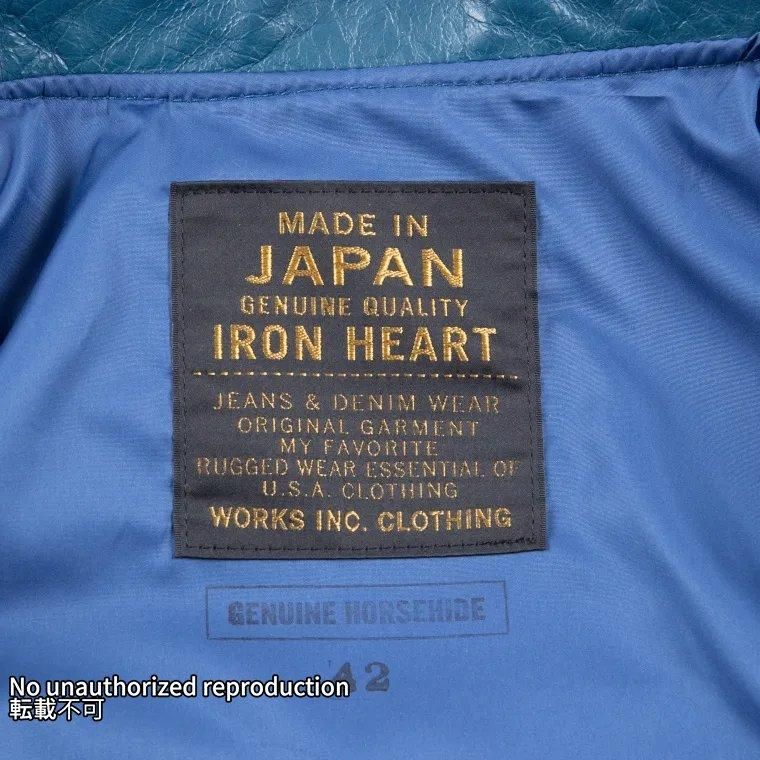 MADE IN
JAPAN
GENUINE QUALITY
IRON HEART
JEANS & DENIM WEAR
ORIGINAL GARMENT
MY FAVORITE
RUGGED WEAR ESSENTIAL OF
U.S.A. CLOTHING
WORKS INC. CLOTHING
GENUINE HORSEHIDE
42
No unauthorized reproduction
転載不可